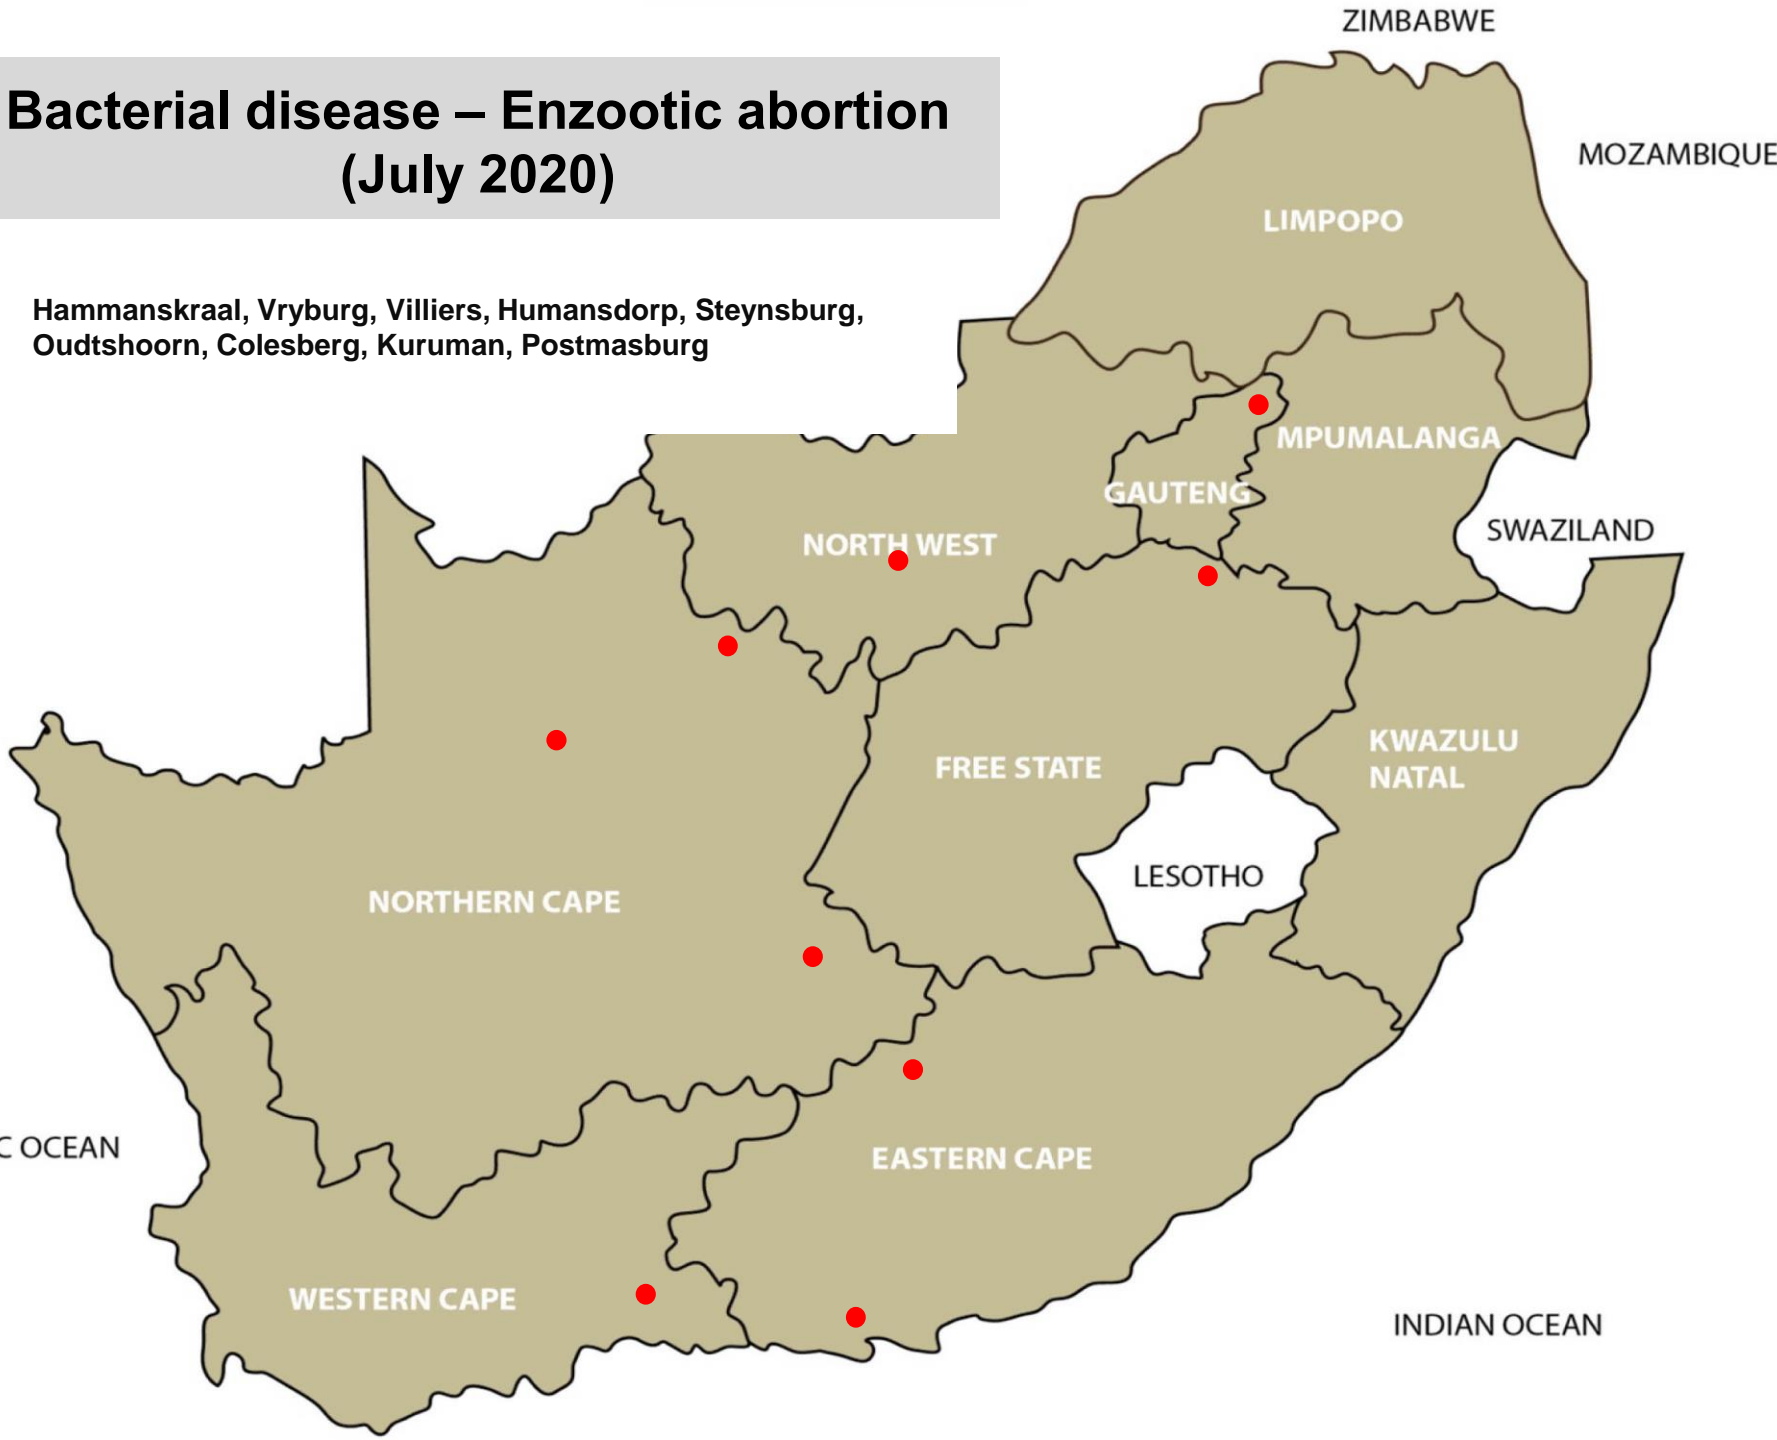 Bacterial disease – Enzootic abortion
(July 2020)
Hammanskraal, Vryburg, Villiers, Humansdorp, Steynsburg,
Oudtshoorn, Colesberg, Kuruman, Postmasburg
ZIMBABWE
MOZAMBIQUE
LIMPOPO
MPUMALANGA
GAUTENG
SWAZILAND
NORTH WEST
KWAZULU
NATAL
FREE STATE
LESOTHO
NORTHERN CAPE
C OCEAN
EASTERN CAPE
WESTERN CAPE
INDIAN OCEAN